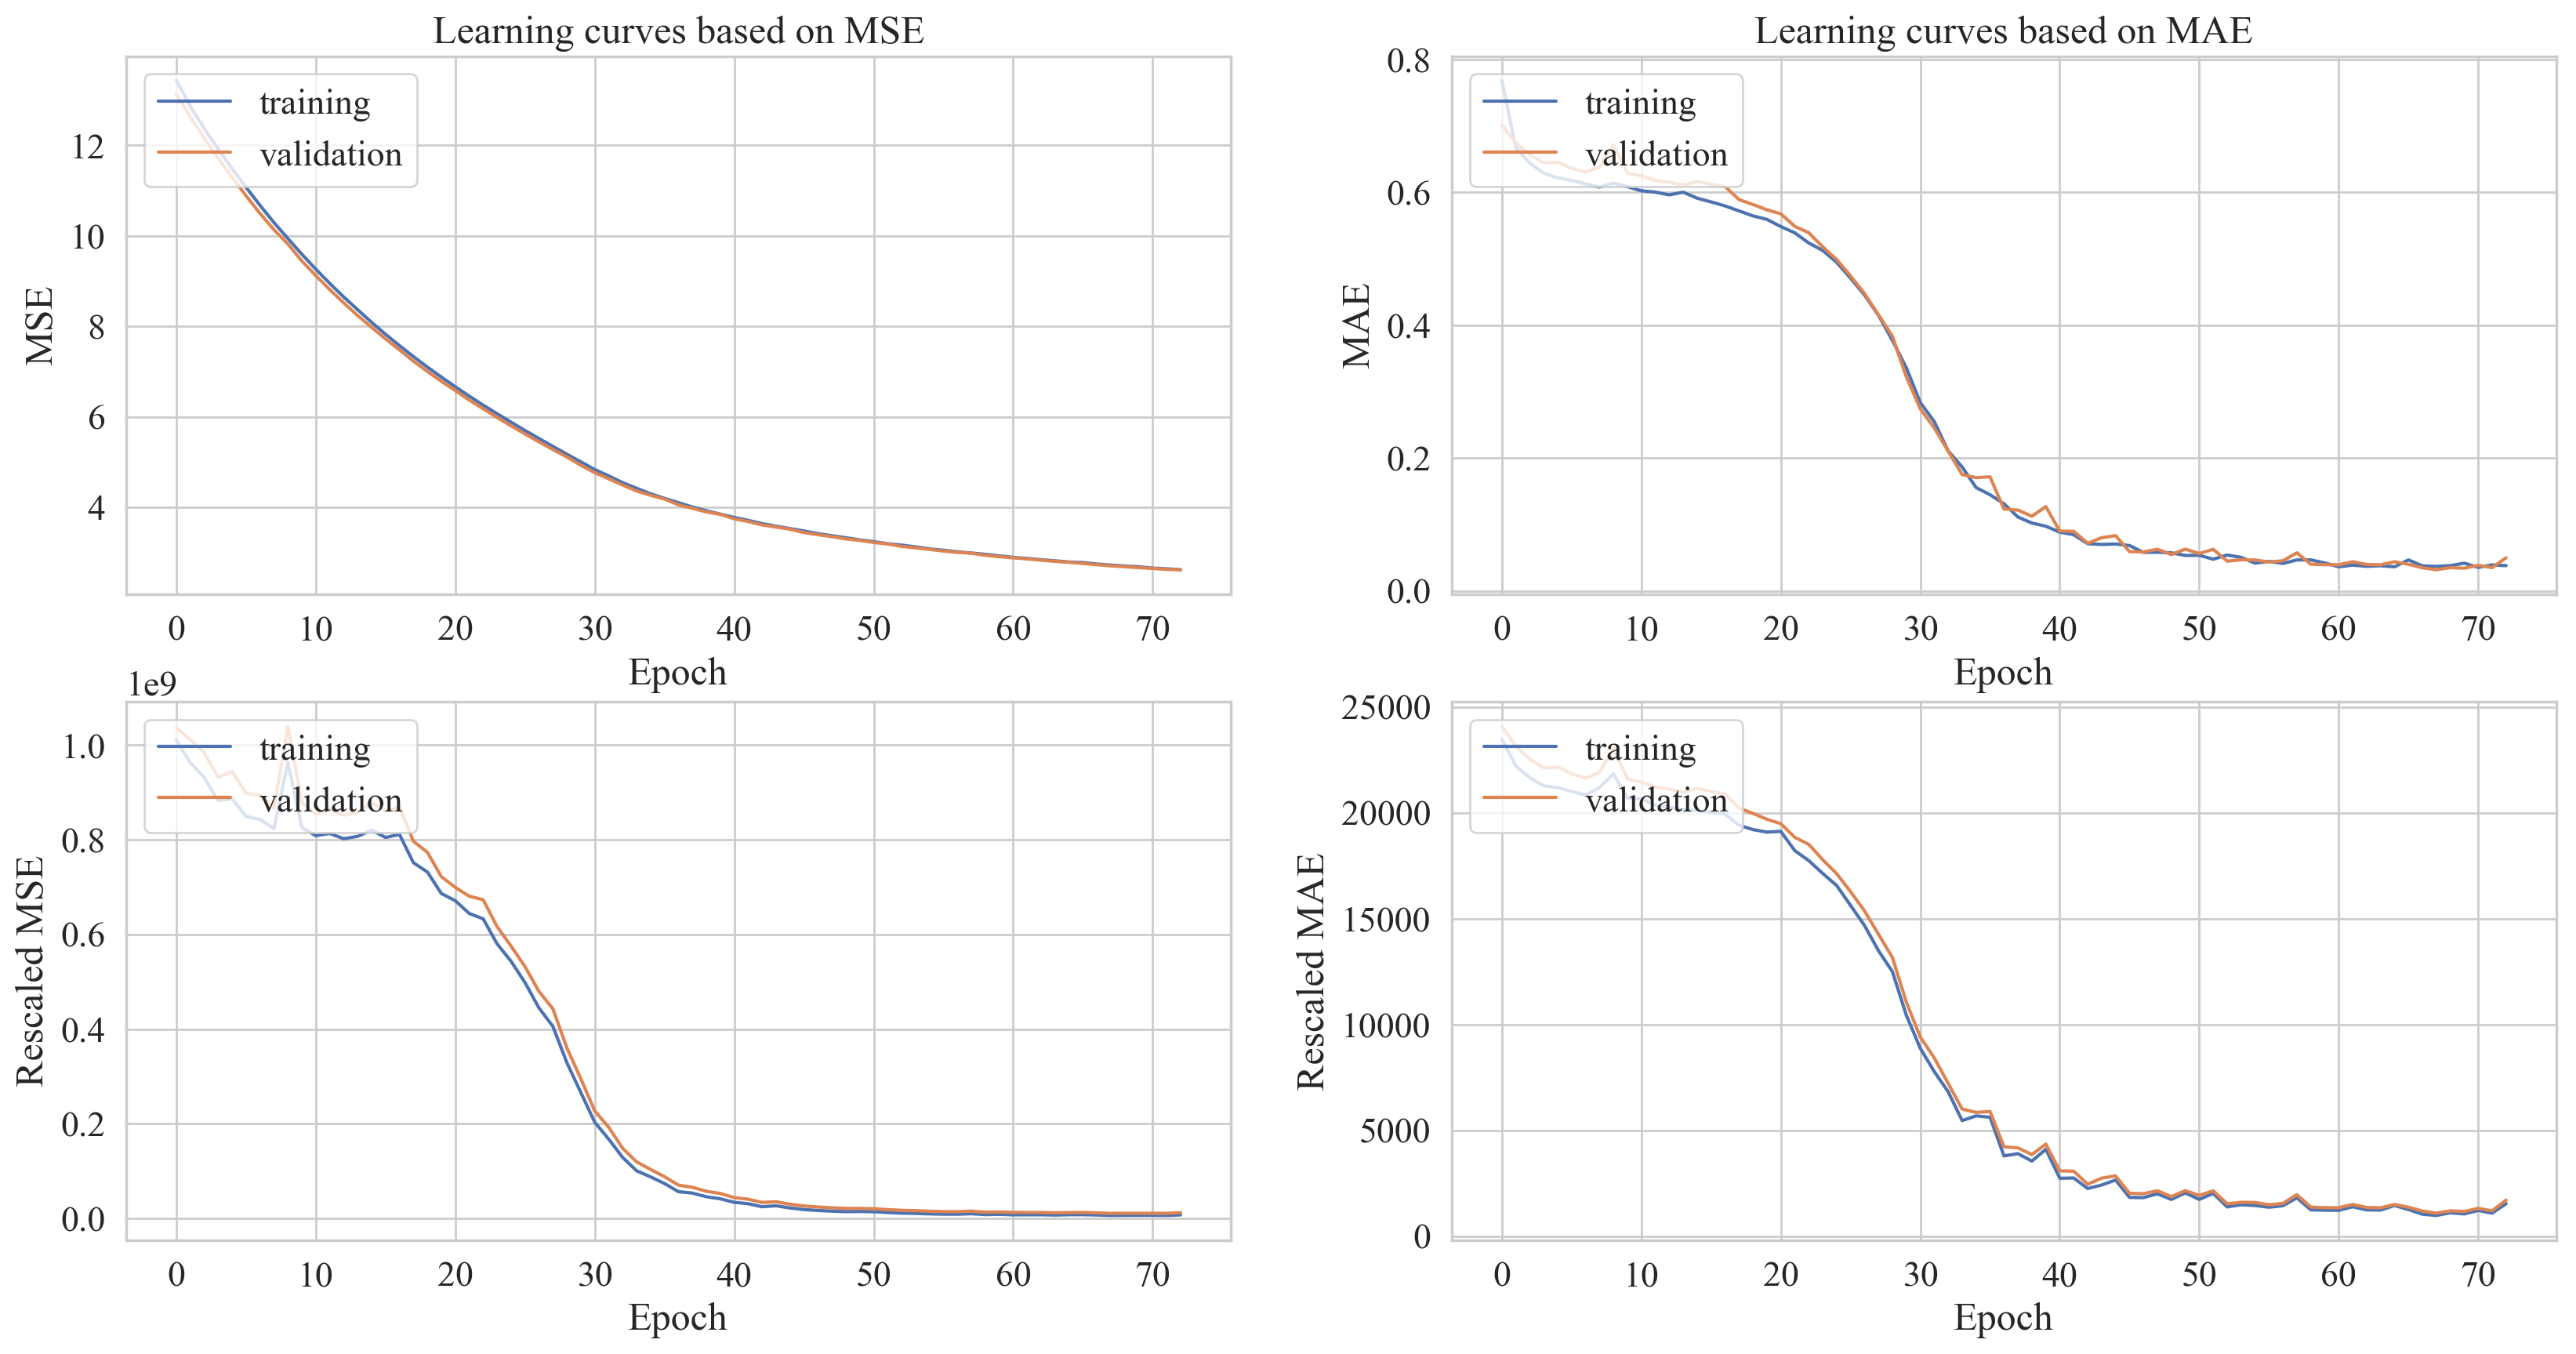 Learning curves based on MSE
training
validation
MSE
12
10
8
6
4
0 10 20 30 40 50 60 70
Epoch
Learning curves based on MAE
training
validation
MAE
0.8
0.6
0.4
0.2
0.0
0 10 20 30 40 50 60 70
Epoch
1e9
training
validation
Rescaled MSE
1.0
0.8
0.6
0.4
0.2
0.0
0 10 20 30 40 50 60 70
Epoch
training
validation
Rescaled MAE
25000
20000
15000
10000
5000
0
0 10 20 30 40 50 60 70
Epoch